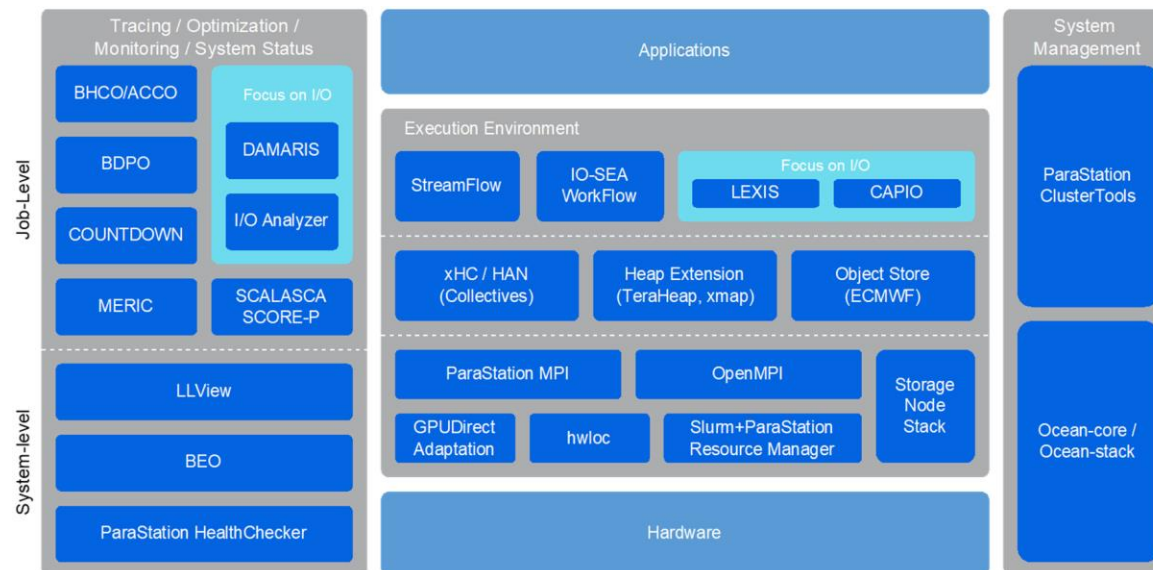 Tracing / Optimization /
Monitoring / System Status
BHCO/ACCO
Focus on I/O
BDPO
DAMARIS
COUNTDOWN
I/O Analyzer
MERIC
SCALASCA
SCORE-P
LLView
BEO
ParaStation HealthChecker
Job-Level
System-level
Applications
Execution Environment
StreamFlow
IO-SEA
WorkFlow
Focus on I/O
LEXIS
CAPIO
xHC / HAN
(Collectives)
Heap Extension
(TeraHeap, xmap)
Object Store
(ECMWF)
ParaStation MPI
OpenMPI
Storage
Node
Stack
GPUDirect
Adaptation
hwloc
Slurm+ParaStation
Resource Manager
Hardware
System
Management
ParaStation
ClusterTools
Ocean-core /
Ocean-stack